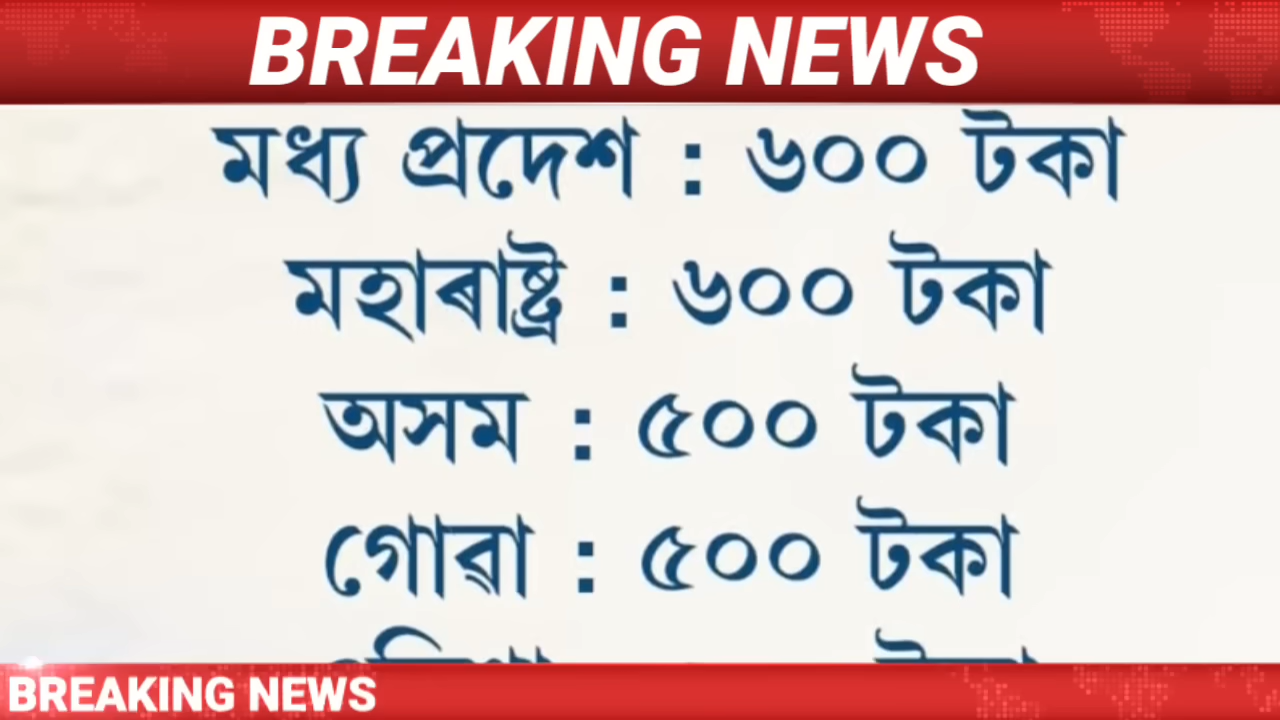 BREAKING NEWS
মধ্য প্ৰদেশ : ৬০০ টকা
মহাৰাষ্ট্ৰ : ৬০০ টকা
অসম : ৫০০ টকা
গোৱা : ৫০০ টকা
BREAKING NEWS